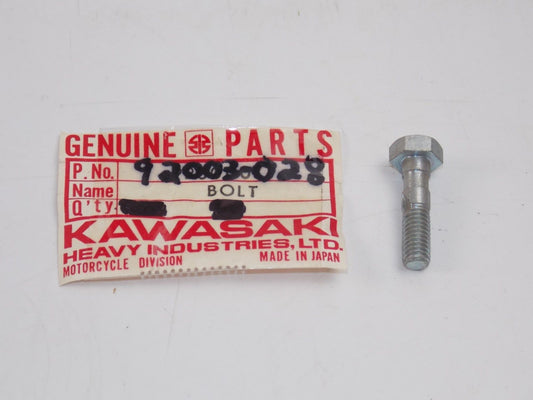 GENUINE PARTS
P. No. 92003-028
Name BOLT
Q'ty
KAWASAKI
HEAVY INDUSTRIES, LTD.
MOTORCYCLE DIVISION MADE IN JAPAN